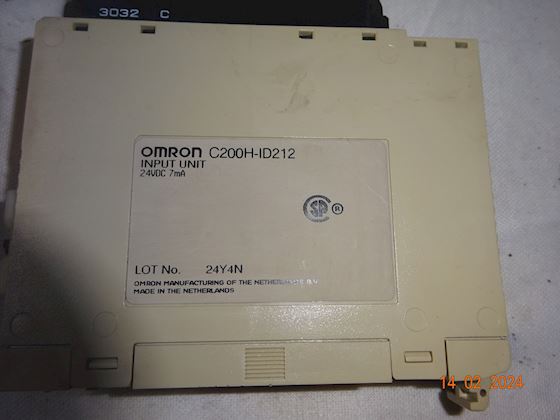 3032 C
OMRON C200H-ID212
INPUT UNIT
24VDC 7mA
SP ®
LOT No. 24Y4N
OMRON MANUFACTURING OF THE NETHERLANDS B.V.
MADE IN THE NETHERLANDS
14 02 2024